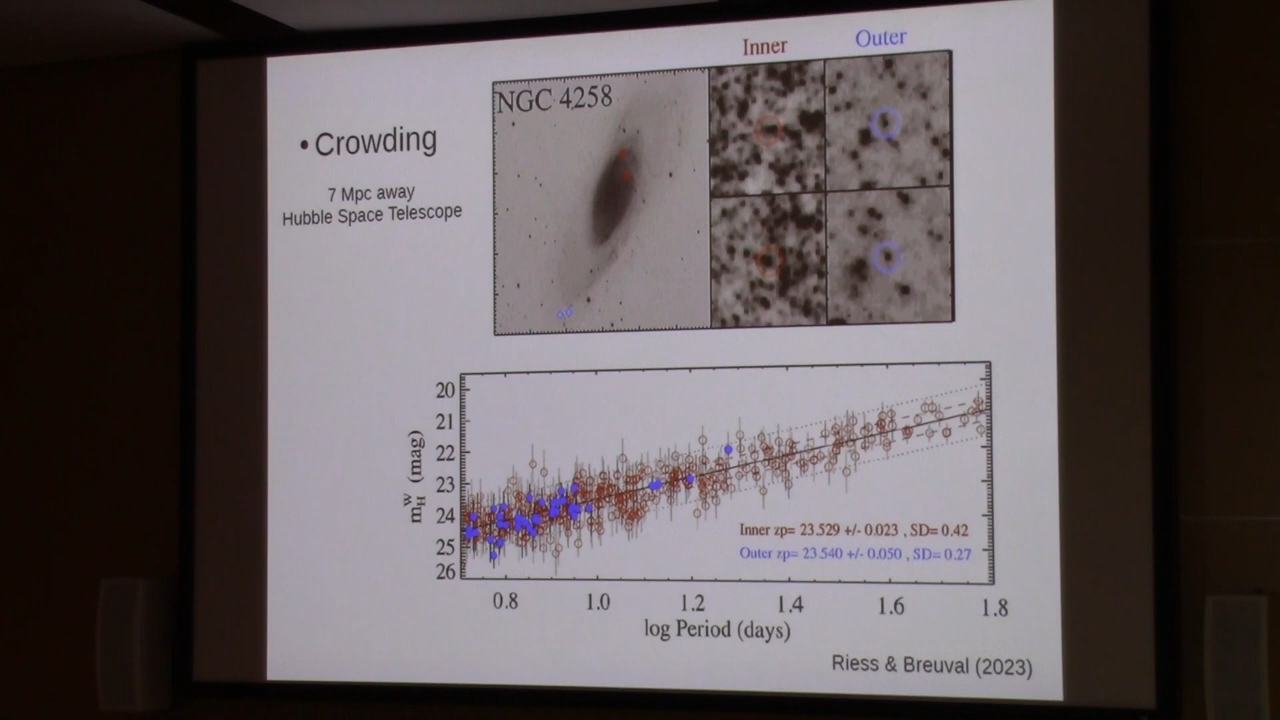 Inner
Outer
NGC 4258
• Crowding
7 Mpc away
Hubble Space Telescope
20
21
22
23
24
25
26
m_H^W (mag)
Inner zp= 23.529 +/- 0.023 , SD= 0.42
Outer zp= 23.540 +/- 0.050 , SD= 0.27
0.8 1.0 1.2 1.4 1.6 1.8
log Period (days)
Riess & Breuval (2023)